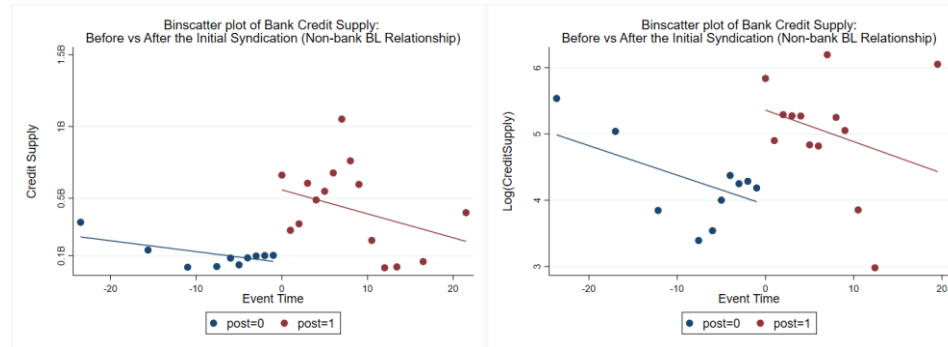 Binscatter plot of Bank Credit Supply:
Before vs After the Initial Syndication (Non-bank BL Relationship)
1.5B
1B
0.5B
0.1B
Credit Supply
-20 -10 0 10 20
Event Time
post=0 post=1
Binscatter plot of Bank Credit Supply:
Before vs After the Initial Syndication (Non-bank BL Relationship)
6
5
4
3
Log(CreditSupply)
-20 -10 0 10 20
Event Time
post=0 post=1